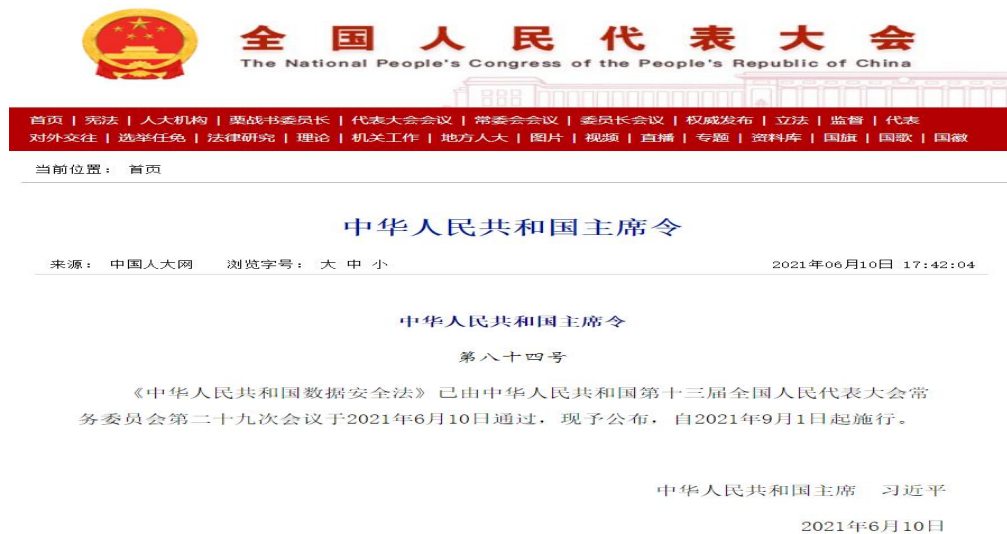 全国人民代表大会
The National People's Congress of the People's Republic of China
首页 | 宪法 | 人大机构 | 栗战书委员长 | 代表大会会议 | 常委会会议 | 委员长会议 | 权威发布 | 立法 | 监督 | 代表
对外交往 | 选举任免 | 法律研究 | 理论 | 机关工作 | 地方人大 | 图片 | 视频 | 直播 | 专题 | 资料库 | 国旗 | 国歌 | 国徽
当前位置： 首页
中华人民共和国主席令
来源： 中国人大网 浏览字号： 大 中 小 2021年06月10日 17:42:04
中华人民共和国主席令
第八十四号
《中华人民共和国数据安全法》已由中华人民共和国第十三届全国人民代表大会常
务委员会第二十九次会议于2021年6月10日通过，现予公布，自2021年9月1日起施行。
中华人民共和国主席 习近平
2021年6月10日